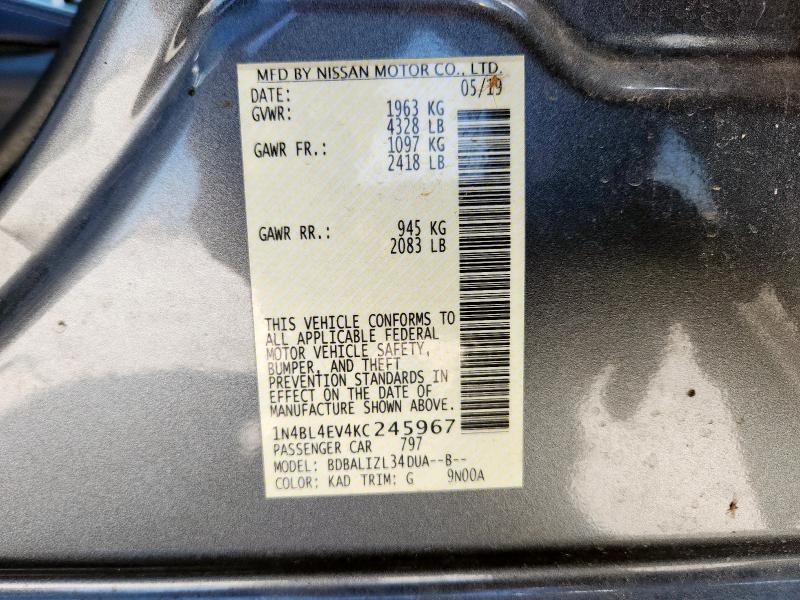 MFD BY NISSAN MOTOR CO., LTD.
DATE: 05/19
GVWR: 1963 KG
4328 LB
GAWR FR.: 1097 KG
2418 LB
GAWR RR.: 945 KG
2083 LB
THIS VEHICLE CONFORMS TO
ALL APPLICABLE FEDERAL
MOTOR VEHICLE SAFETY,
BUMPER, AND THEFT
PREVENTION STANDARDS IN
EFFECT ON THE DATE OF
MANUFACTURE SHOWN ABOVE.
1N4BL4EV4KC245967
PASSENGER CAR 797
MODEL: BDBALIZL34DUA--B--
COLOR: KAD TRIM: G 9N00A